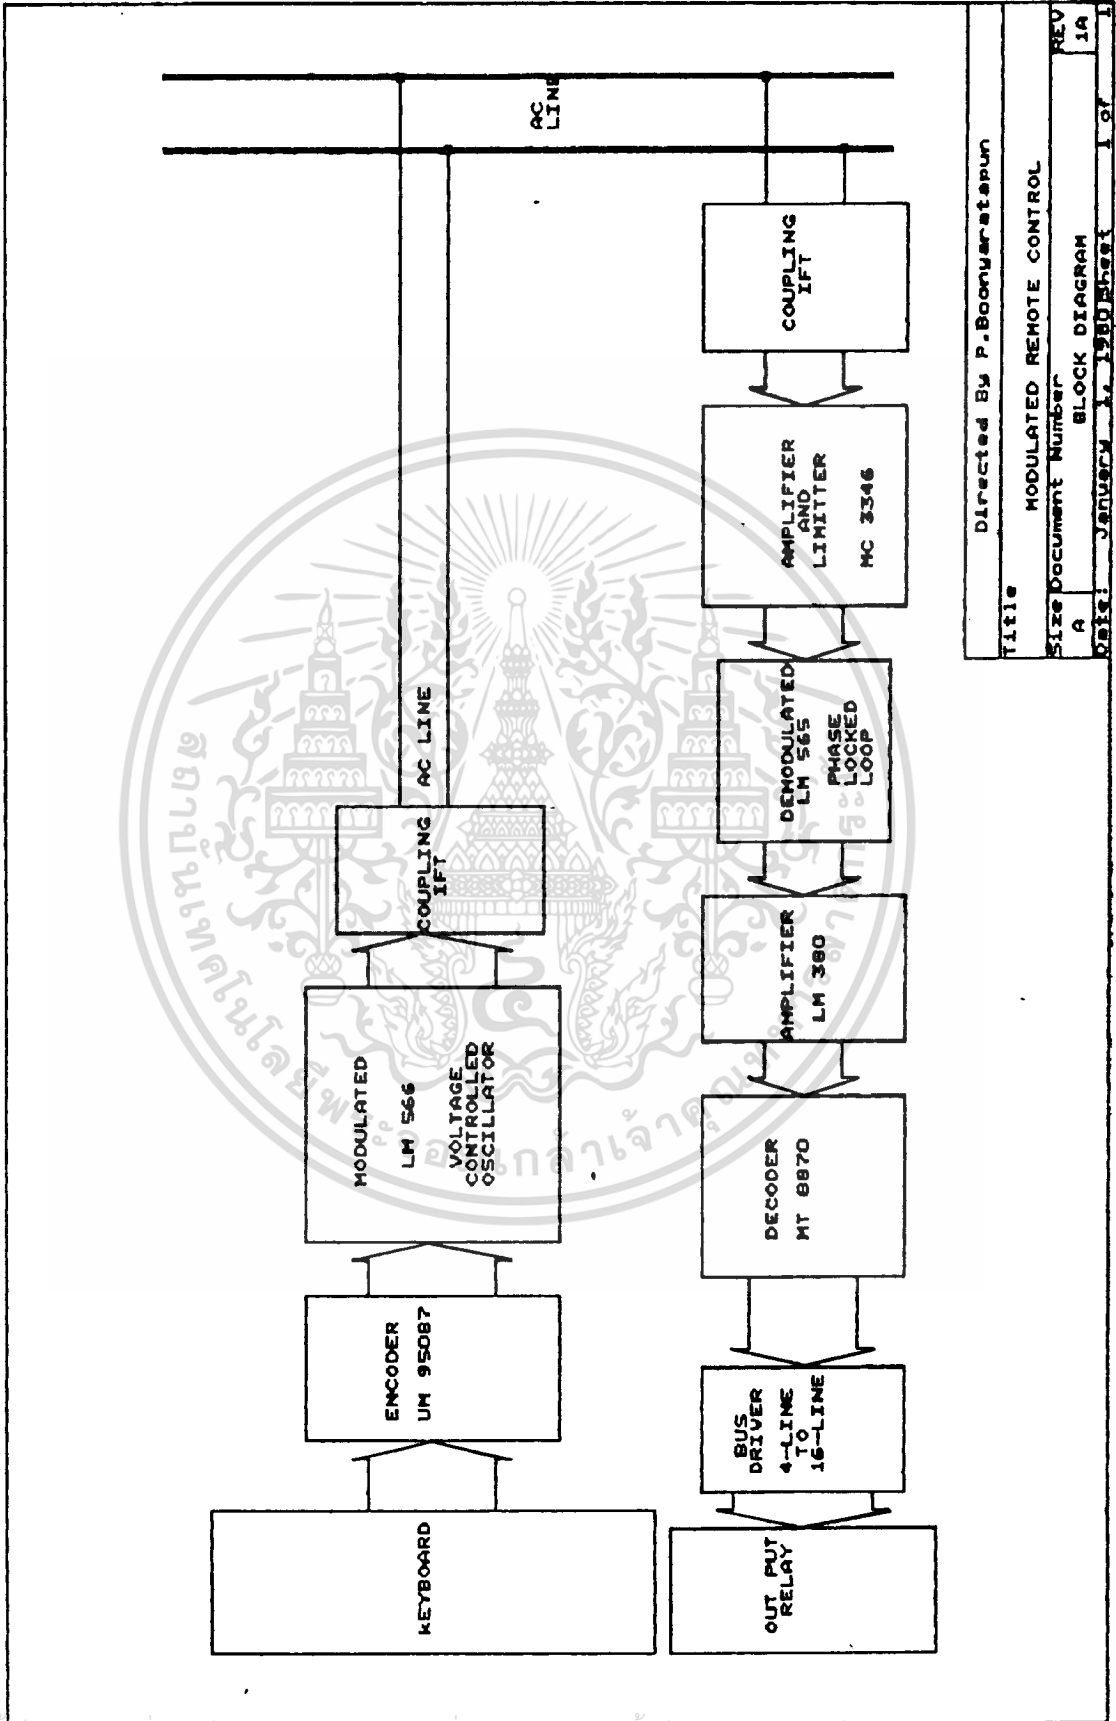 KEYBOARD
ENCODER
UM 95087
MODULATED
LM 566
VOLTAGE
CONTROLLED
OSCILLATOR
COUPLING
IFT
AC LINE
AC
LINE
OUT PUT
RELAY
BUS
DRIVER
4-LINE
TO
16-LINE
DECODER
MT 8870
AMPLIFIER
LM 380
DEMODULATED
LM 565
PHASE
LOCKED
LOOP
AMPLIFIER
AND
LIMITTER
MC 3346
COUPLING
IFT
Directed By P.Boonyaratapun
Title
MODULATED REMOTE CONTROL
Size Document Number REV
A BLOCK DIAGRAM 1A
Date: January 1, 1980 Sheet 1 of 1